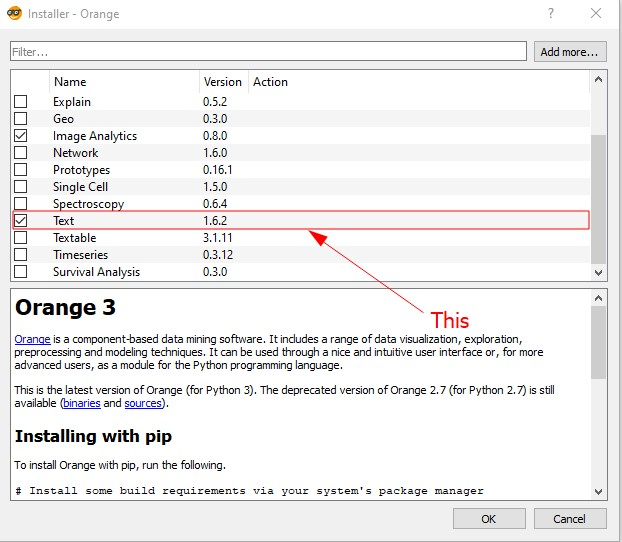 Installer - Orange
Filter...
Add more...
Name Version Action
Explain 0.5.2
Geo 0.3.0
Image Analytics 0.8.0
Network 1.6.0
Prototypes 0.16.1
Single Cell 1.5.0
Spectroscopy 0.6.4
Text 1.6.2
Textable 3.1.11
Timeseries 0.3.12
Survival Analysis 0.3.0
This
Orange 3
Orange is a component-based data mining software. It includes a range of data visualization, exploration,
preprocessing and modeling techniques. It can be used through a nice and intuitive user interface or, for more
advanced users, as a module for the Python programming language.
This is the latest version of Orange (for Python 3). The deprecated version of Orange 2.7 (for Python 2.7) is still
available (binaries and sources).
Installing with pip
To install Orange with pip, run the following.
# Install some build requirements via your system's package manager
OK Cancel